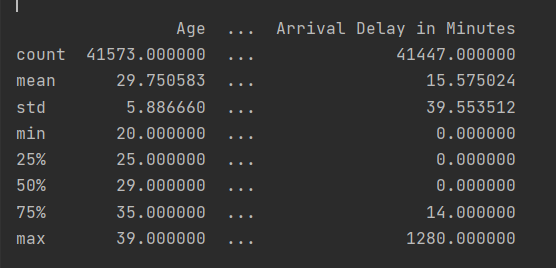 Age ... Arrival Delay in Minutes
count 41573.000000 ... 41447.000000
mean 29.750583 ... 15.575024
std 5.886660 ... 39.553512
min 20.000000 ... 0.000000
25% 25.000000 ... 0.000000
50% 29.000000 ... 0.000000
75% 35.000000 ... 14.000000
max 39.000000 ... 1280.000000